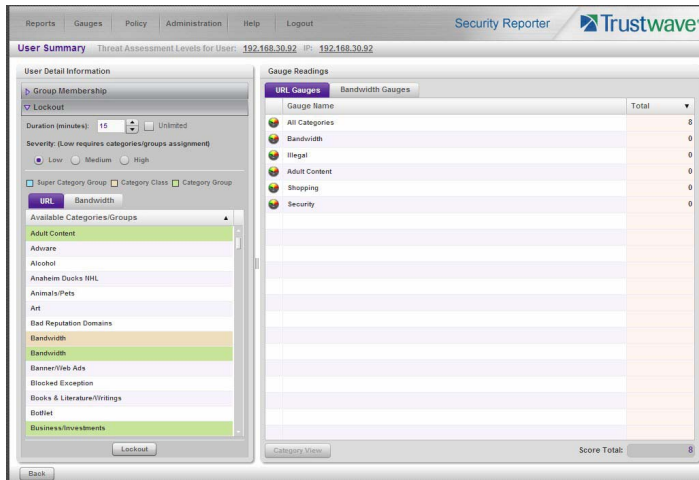 Reports Gauges Policy Administration Help Logout
Security Reporter
Trustwave
User Summary Threat Assessment Levels for User: 192.168.30.92 IP: 192.168.30.92
User Detail Information
Group Membership
Lockout
Duration (minutes): 15 Unlimited
Severity: (Low requires categories/groups assignment)
Low Medium High
Super Category Group Category Class Category Group
URL Bandwidth
Available Categories/Groups
Adult Content
Adware
Alcohol
Anaheim Ducks NHL
Animals/Pets
Art
Bad Reputation Domains
Bandwidth
Bandwidth
Banner/Web Ads
Blocked Exception
Books & Literature/Writings
BotNet
Business/Investments
Lockout
Gauge Readings
URL Gauges Bandwidth Gauges
Gauge Name Total
All Categories 8
Bandwidth 0
Illegal 0
Adult Content 0
Shopping 0
Security 0
Category View Score Total: 8
Back